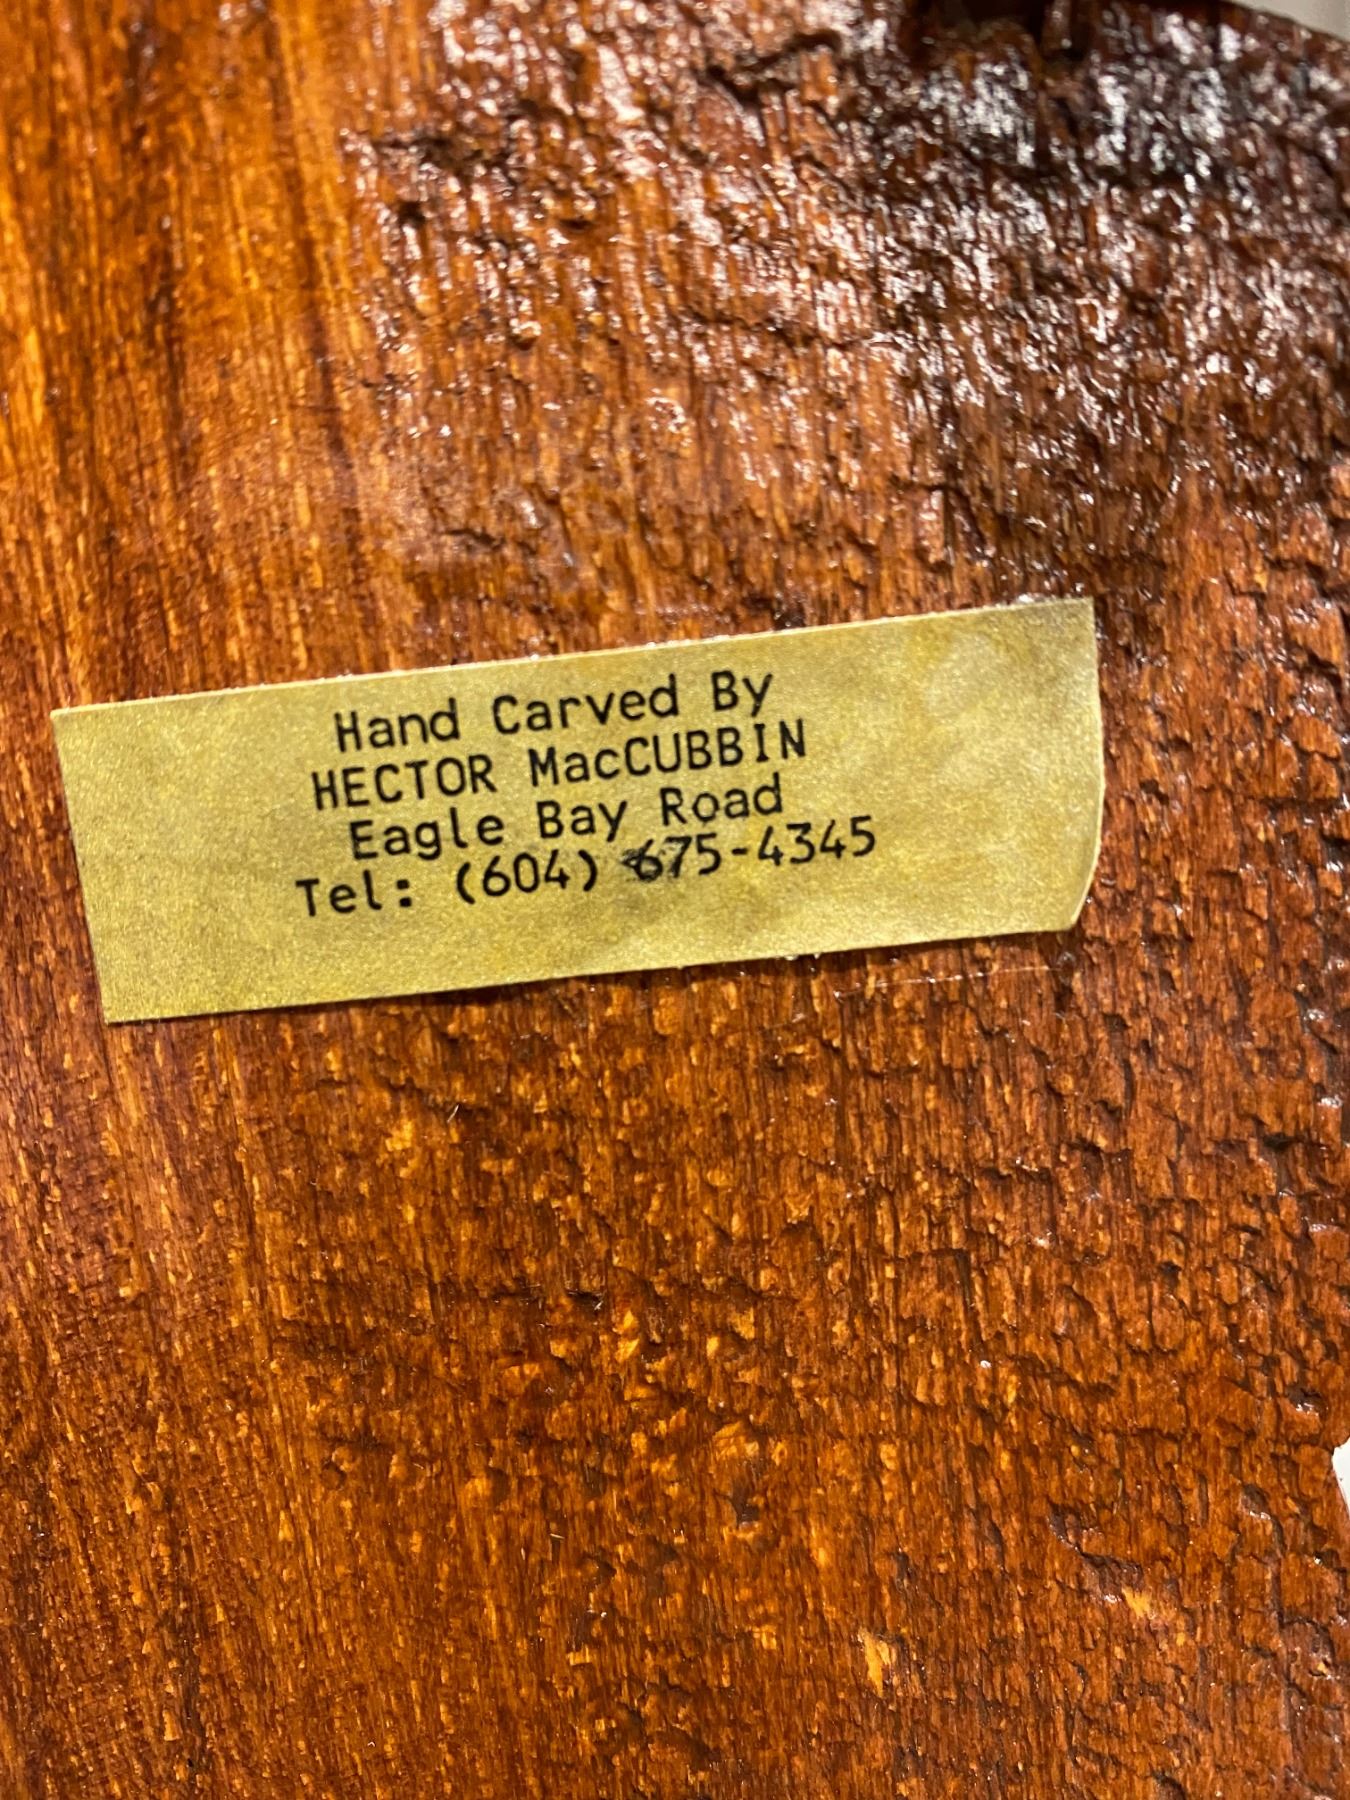 Hand Carved By
HECTOR MacCUBBIN
Eagle Bay Road
Tel: (604) 675-4345